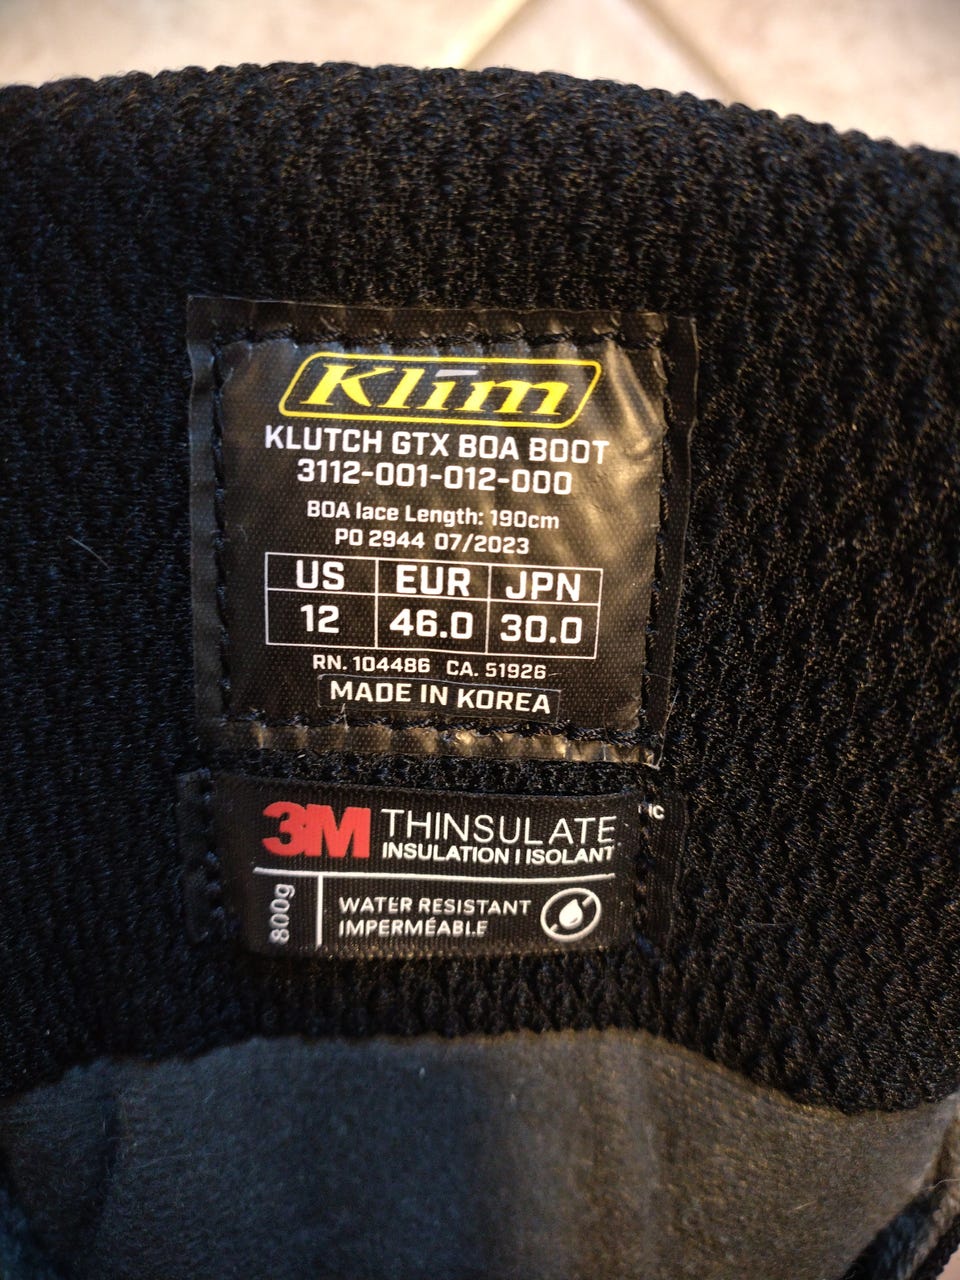 Klim
KLUTCH GTX BOA BOOT
3112-001-012-000
BOA lace Length: 190cm
PO 2944 07/2023
US EUR JPN
12 46.0 30.0
RN. 104486 CA. 51926
MADE IN KOREA
3M THINSULATE
INSULATION | ISOLANT
800g
WATER RESISTANT
IMPERMÉABLE